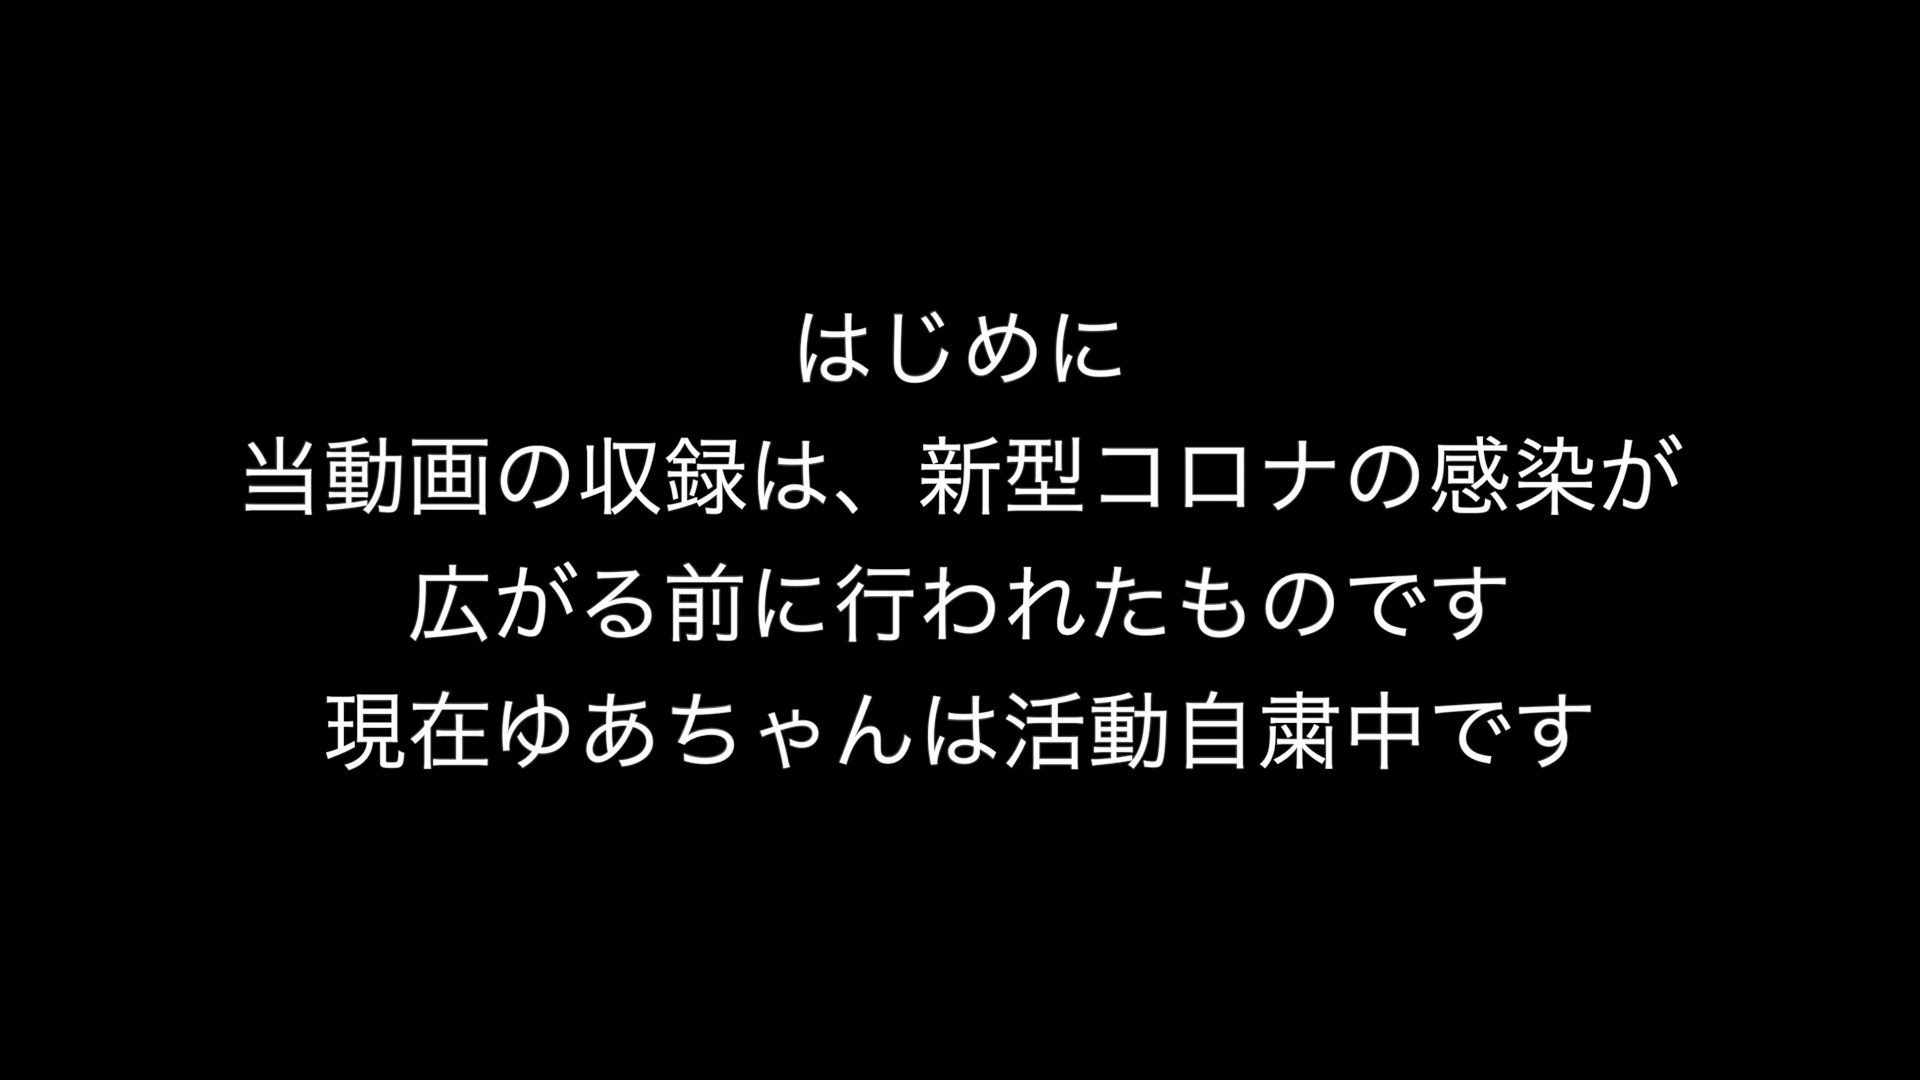 はじめに
当動画の収録は、新型コロナの感染が
広がる前に行われたものです
現在ゆあちゃんは活動自粛中です